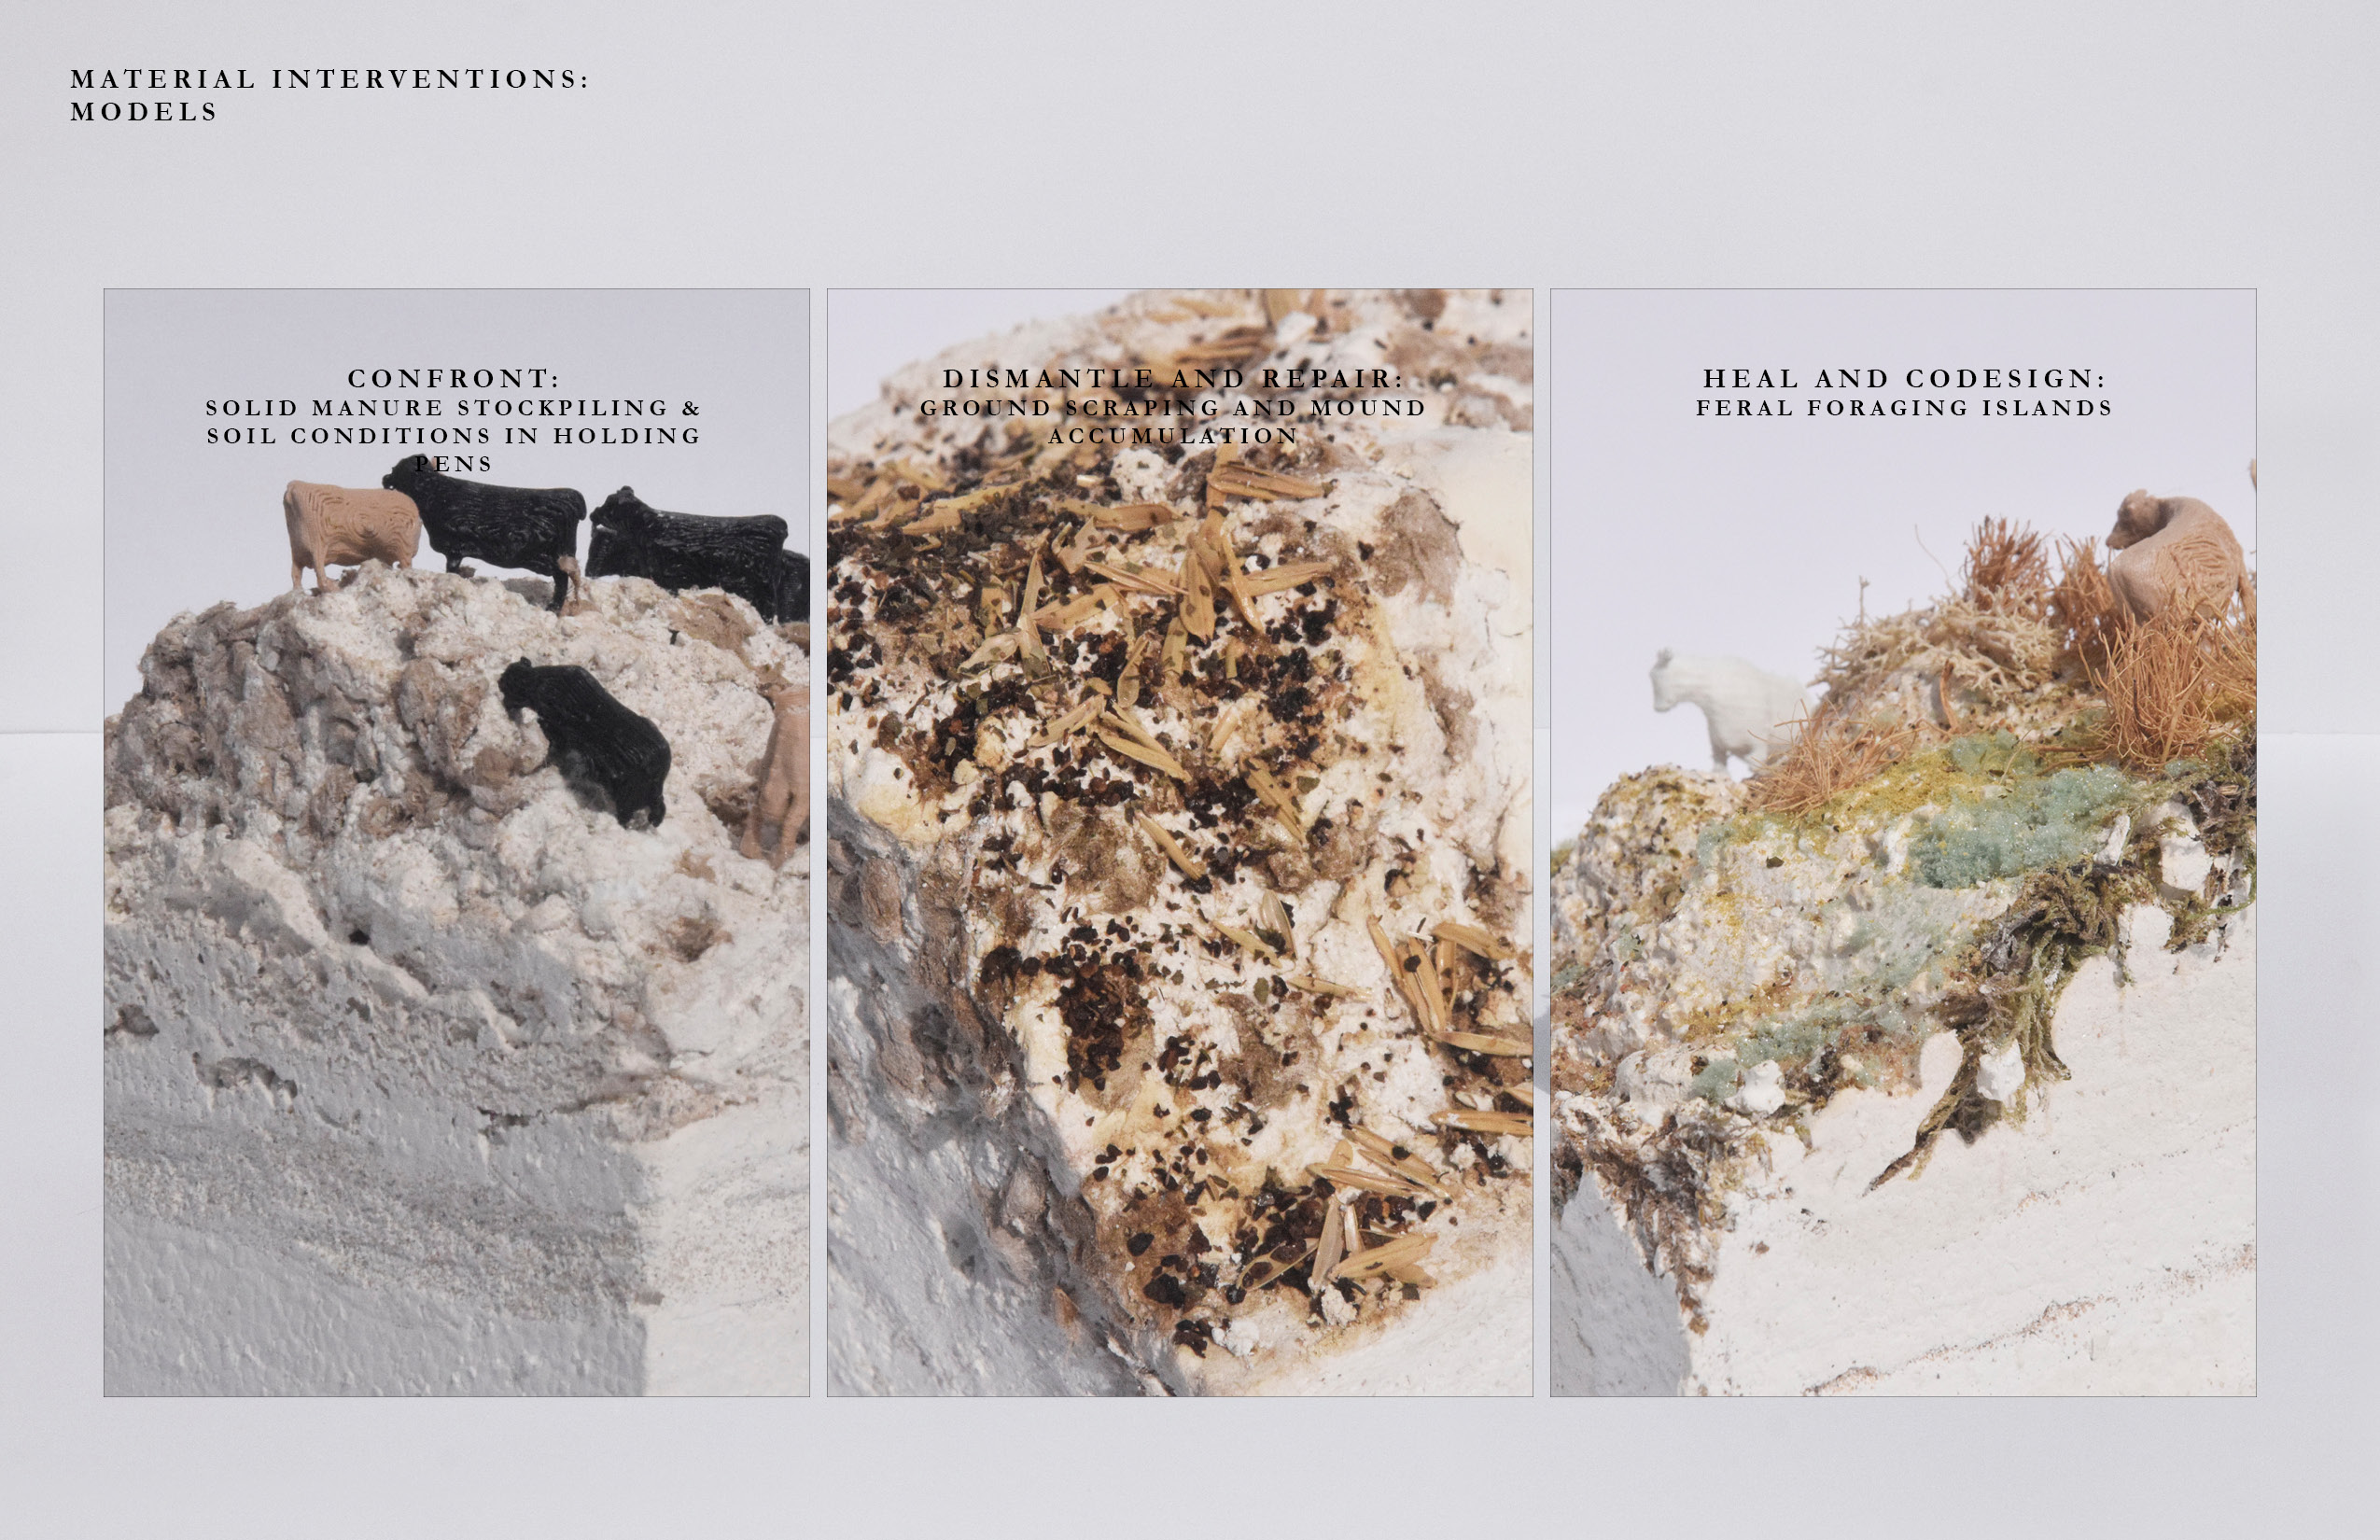 MATERIAL INTERVENTIONS:
MODELS
CONFRONT:
SOLID MANURE STOCKPILING &
SOIL CONDITIONS IN HOLDING
PENS
DISMANTLE AND REPAIR:
GROUND SCRAPING AND MOUND
ACCUMULATION
HEAL AND CODESIGN:
FERAL FORAGING ISLANDS